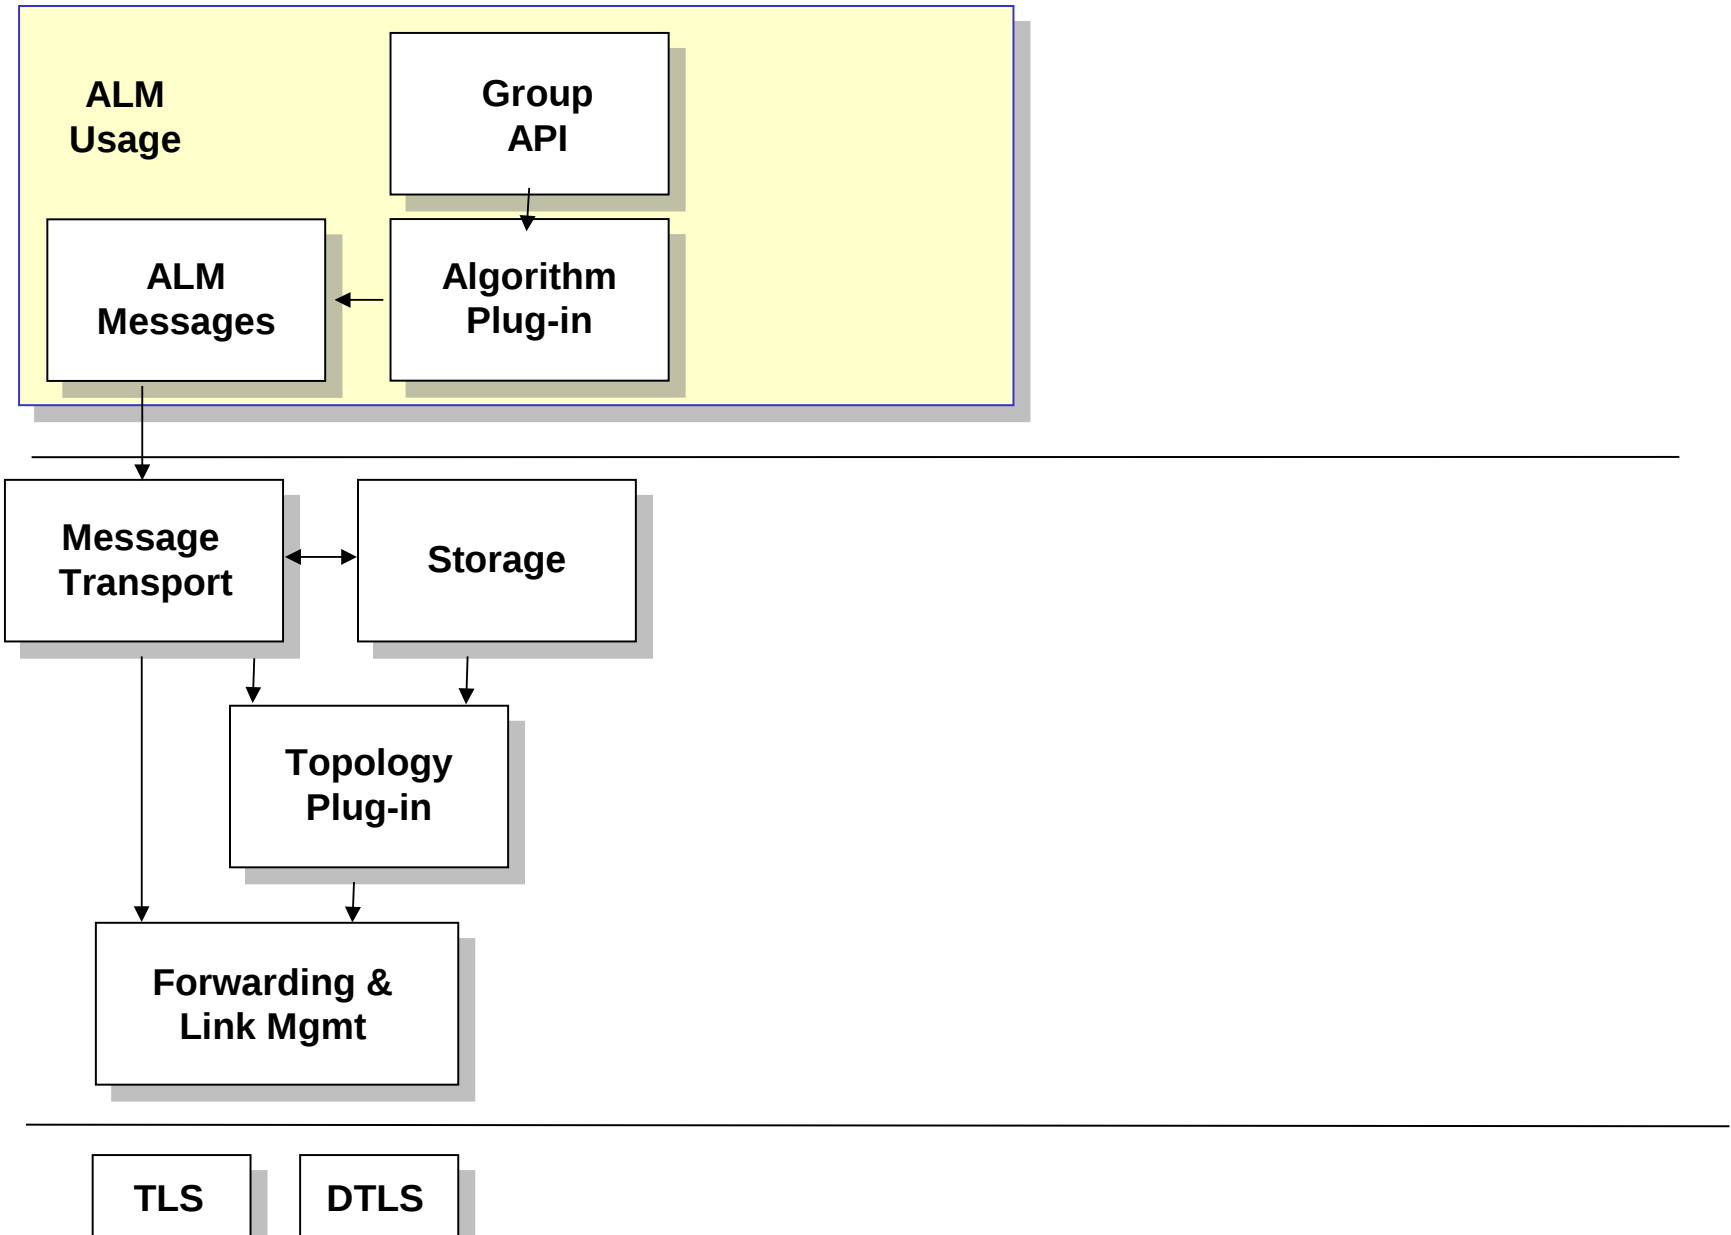 ALM
Usage
Group
API
ALM
Messages
Algorithm
Plug-in
Message
Transport
Storage
Topology
Plug-in
Forwarding &
Link Mgmt
TLS
DTLS